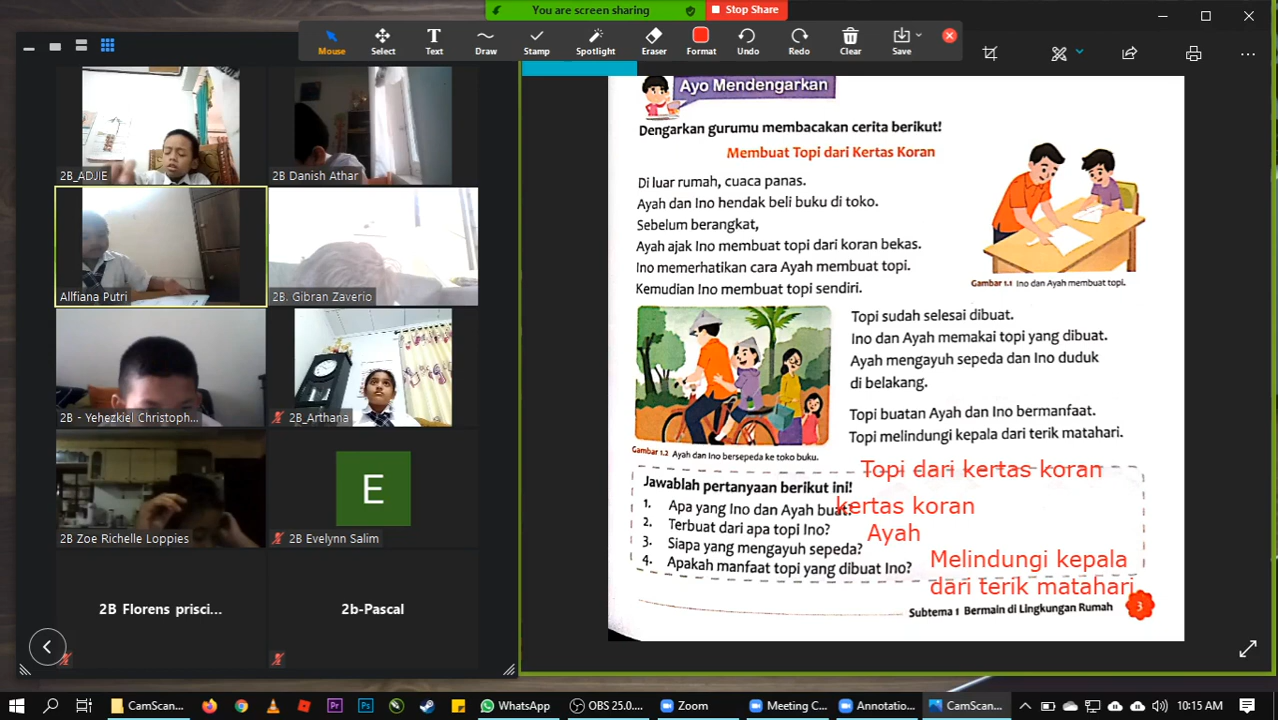 You are screen sharing
Stop Share
Mouse
Select
Text
Draw
Stamp
Spotlight
Eraser
Format
Undo
Redo
Clear
Save
2B_ADJIE
2B Danish Athar
Allfiana Putri
2B. Gibran Zaverio
2B - Yehezkiel Christoph...
2B_Arthana
2B Zoe Richelle Loppies
E
2B Evelynn Salim
2B Florens prisci...
2b-Pascal
Ayo Mendengarkan
Dengarkan gurumu membacakan cerita berikut!
Membuat Topi dari Kertas Koran
Di luar rumah, cuaca panas.
Ayah dan Ino hendak beli buku di toko.
Sebelum berangkat,
Ayah ajak Ino membuat topi dari koran bekas.
Ino memerhatikan cara Ayah membuat topi.
Kemudian Ino membuat topi sendiri.
Gambar 1.1 Ino dan Ayah membuat topi.
Topi sudah selesai dibuat.
Ino dan Ayah memakai topi yang dibuat.
Ayah mengayuh sepeda dan Ino duduk
di belakang.
Topi buatan Ayah dan Ino bermanfaat.
Topi melindungi kepala dari terik matahari.
Gambar 1.2 Ayah dan Ino bersepeda ke toko buku.
Topi dari kertas koran
Jawablah pertanyaan berikut ini!
1. Apa yang Ino dan Ayah buat?
kertas koran
2. Terbuat dari apa topi Ino?
Ayah
3. Siapa yang mengayuh sepeda?
4. Apakah manfaat topi yang dibuat Ino?
Melindungi kepala
dari terik matahari
Subtema 1 Bermain di Lingkungan Rumah
3
CamScan...
Pr
Ps
WhatsApp
OBS 25.0....
Zoom
Meeting C...
Annotatio...
CamScan...
10:15 AM